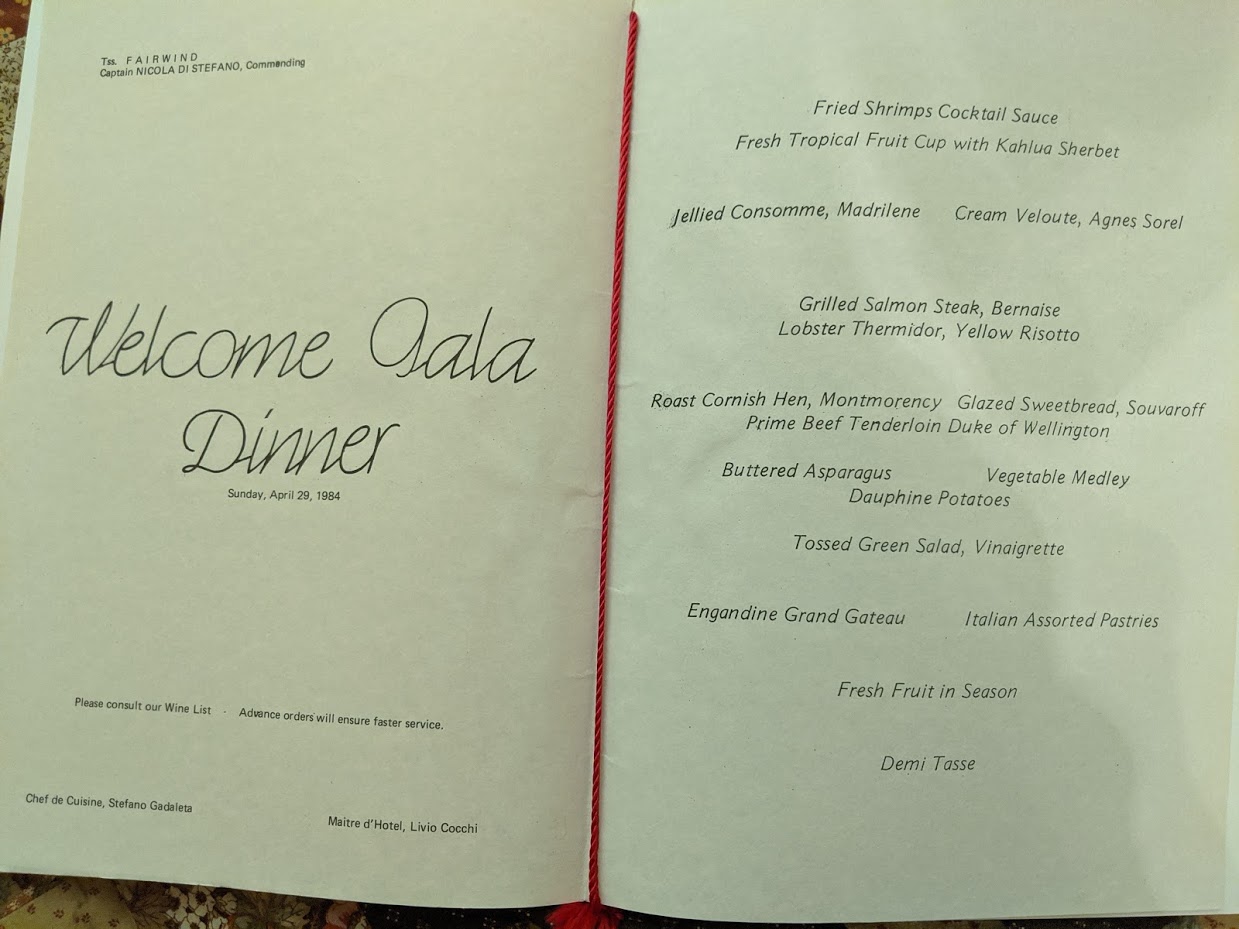 Tss. FAIRWIND
Captain NICOLA DI STEFANO, Commending
Welcome Gala
Dinner
Sunday, April 29, 1984
Please consult our Wine List - Advance orders will ensure faster service.
Chef de Cuisine, Stefano Gadaleta
Maitre d'Hotel, Livio Cocchi
Fried Shrimps Cocktail Sauce
Fresh Tropical Fruit Cup with Kahlua Sherbet
Jellied Consomme, Madrilene Cream Veloute, Agnes Sorel
Grilled Salmon Steak, Bernaise
Lobster Thermidor, Yellow Risotto
Roast Cornish Hen, Montmorency Glazed Sweetbread, Souvaroff
Prime Beef Tenderloin Duke of Wellington
Buttered Asparagus Vegetable Medley
Dauphine Potatoes
Tossed Green Salad, Vinaigrette
Engandine Grand Gateau Italian Assorted Pastries
Fresh Fruit in Season
Demi Tasse